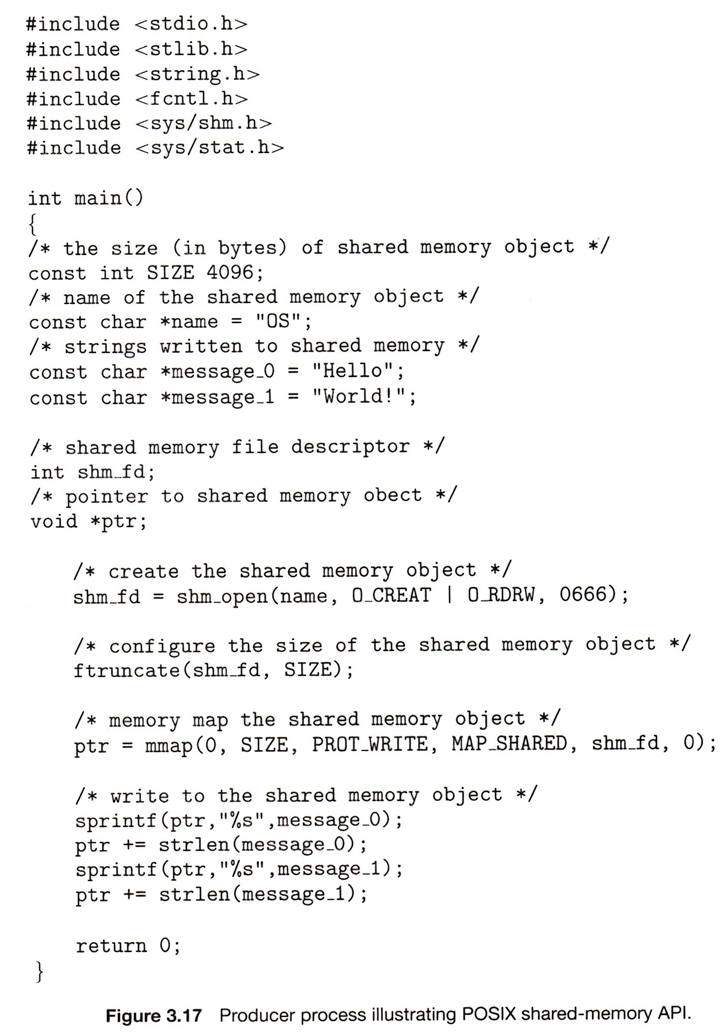 #include <stdio.h>
#include <stlib.h>
#include <string.h>
#include <fcntl.h>
#include <sys/shm.h>
#include <sys/stat.h>
int main()
{
/* the size (in bytes) of shared memory object */
const int SIZE 4096;
/* name of the shared memory object */
const char *name = "OS";
/* strings written to shared memory */
const char *message_0 = "Hello";
const char *message_1 = "World!";
/* shared memory file descriptor */
int shm_fd;
/* pointer to shared memory obect */
void *ptr;
/* create the shared memory object */
shm_fd = shm_open(name, O_CREAT | O_RDRW, 0666);
/* configure the size of the shared memory object */
ftruncate(shm_fd, SIZE);
/* memory map the shared memory object */
ptr = mmap(0, SIZE, PROT_WRITE, MAP_SHARED, shm_fd, 0);
/* write to the shared memory object */
sprintf(ptr,"%s",message_0);
ptr += strlen(message_0);
sprintf(ptr,"%s",message_1);
ptr += strlen(message_1);
return 0;
}
Figure 3.17 Producer process illustrating POSIX shared-memory API.